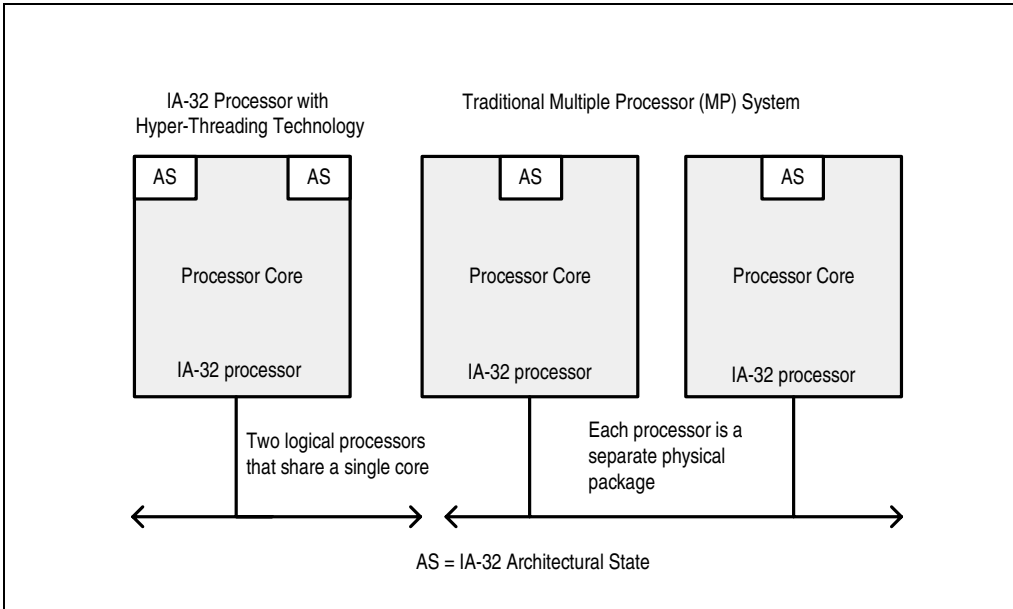 IA-32 Processor with
Hyper-Threading Technology
Traditional Multiple Processor (MP) System
AS
AS
AS
AS
Processor Core
Processor Core
Processor Core
IA-32 processor
IA-32 processor
IA-32 processor
Two logical processors
that share a single core
Each processor is a
separate physical
package
AS = IA-32 Architectural State